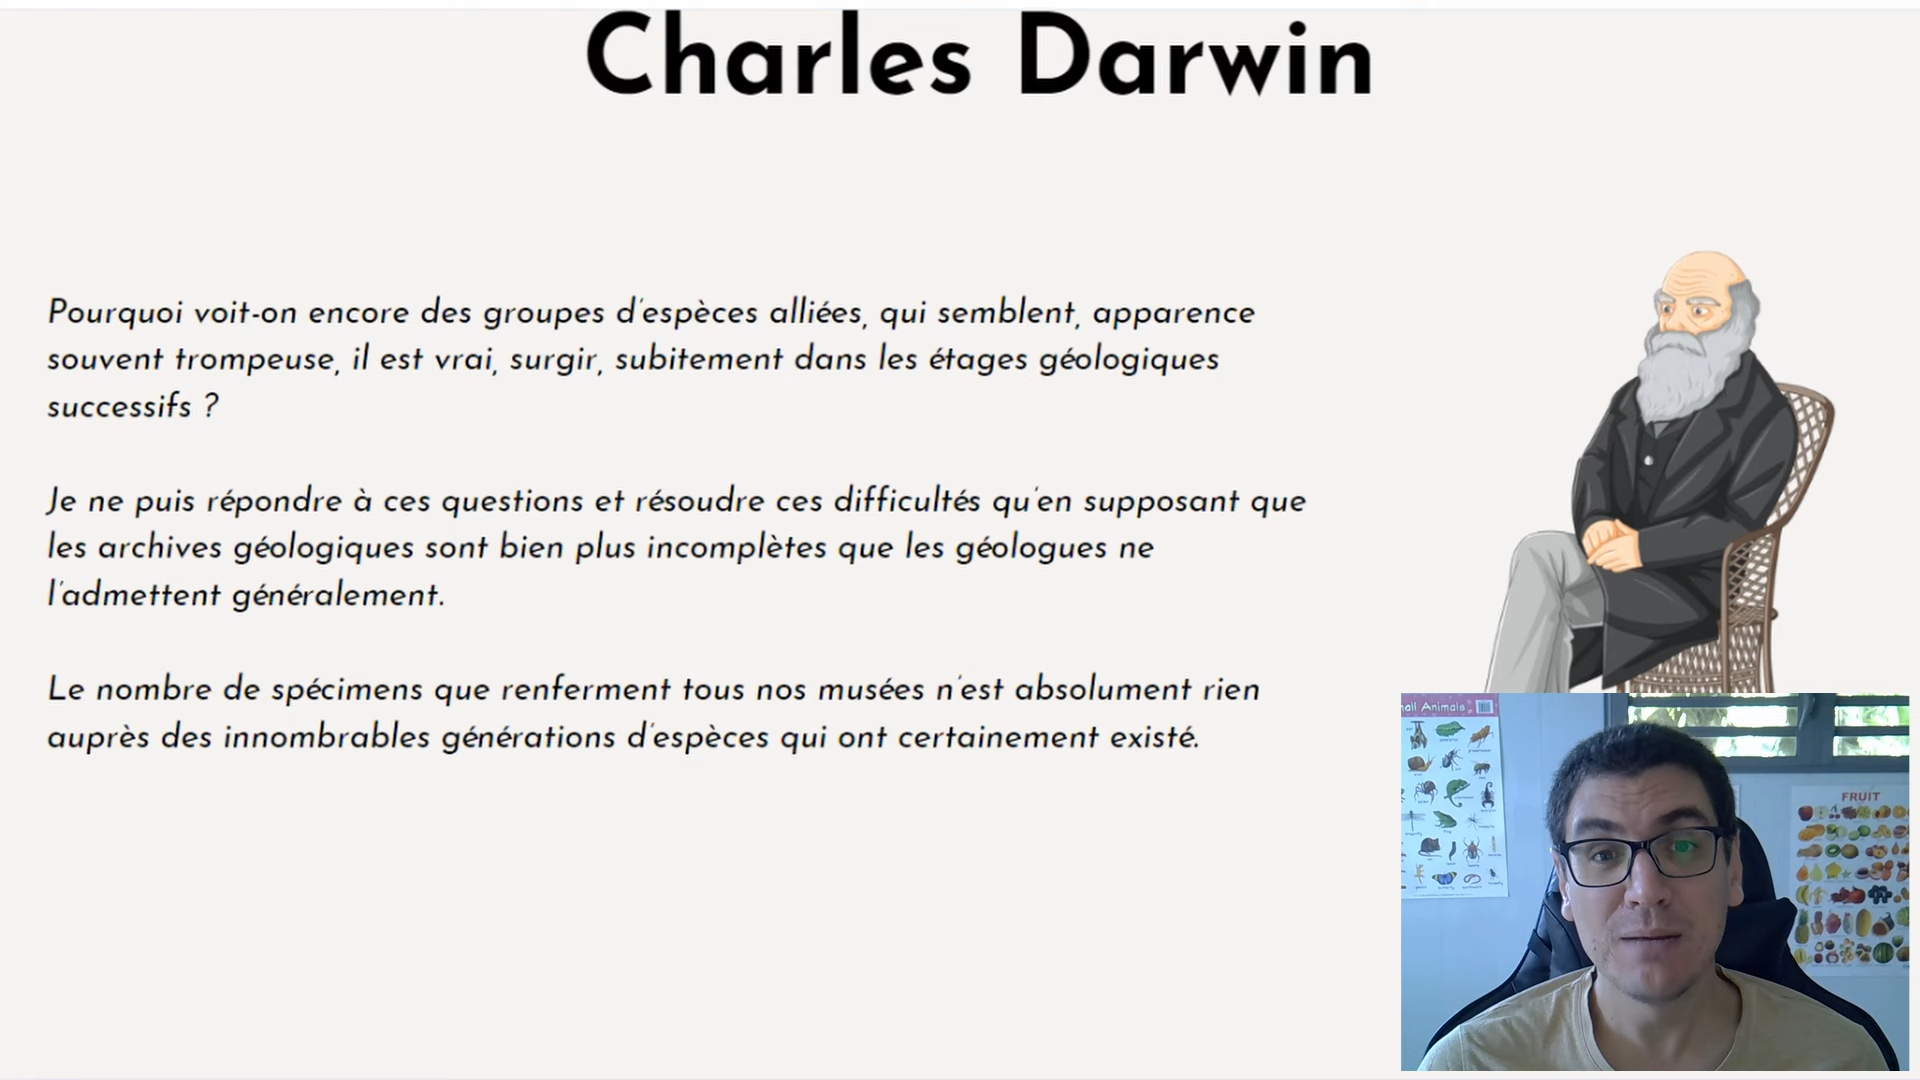 Charles Darwin
Pourquoi voit-on encore des groupes d'espèces alliées, qui semblent, apparence
souvent trompeuse, il est vrai, surgir, subitement dans les étages géologiques
successifs ?
Je ne puis répondre à ces questions et résoudre ces difficultés qu'en supposant que
les archives géologiques sont bien plus incomplètes que les géologues ne
l'admettent généralement.
Le nombre de spécimens que renferment tous nos musées n'est absolument rien
auprès des innombrables générations d'espèces qui ont certainement existé.
Animals
FRUIT